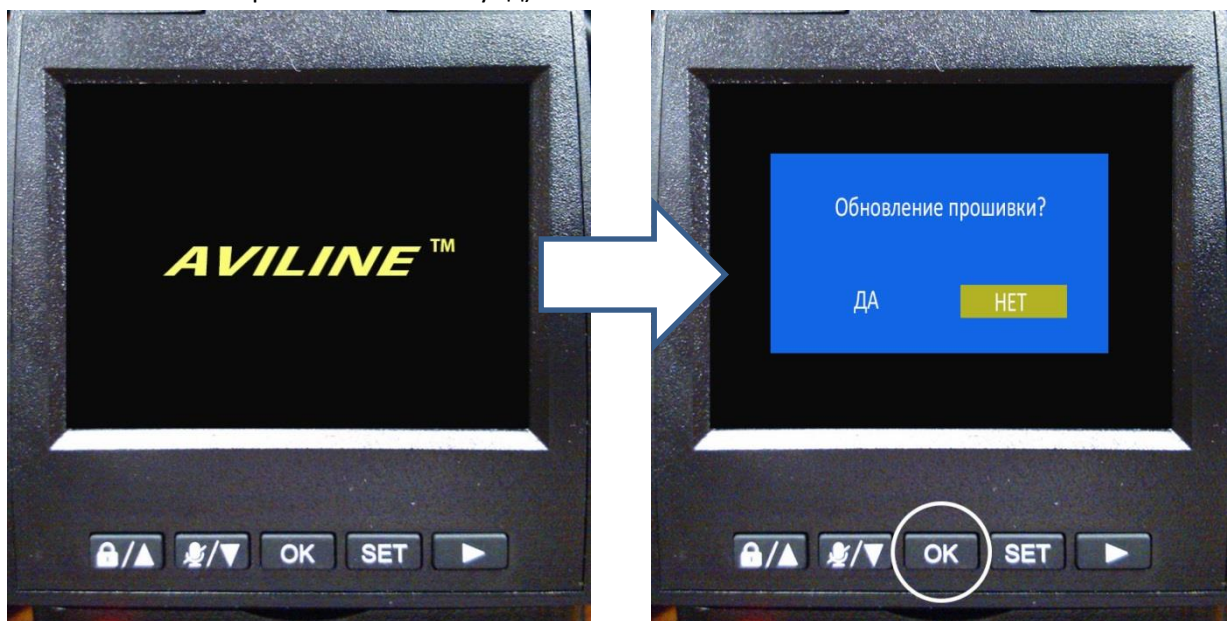 AVILINE™
/▲ /▼ OK SET ►
Обновление прошивки?
ДА НЕТ
/▲ /▼ OK SET ►